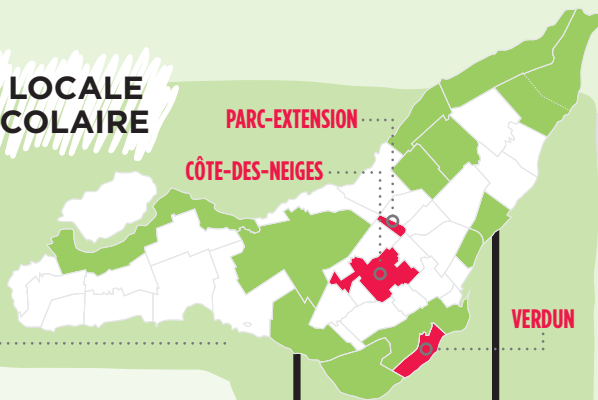 LOCALE
COLAIRE
PARC-EXTENSION
CÔTE-DES-NEIGES
VERDUN